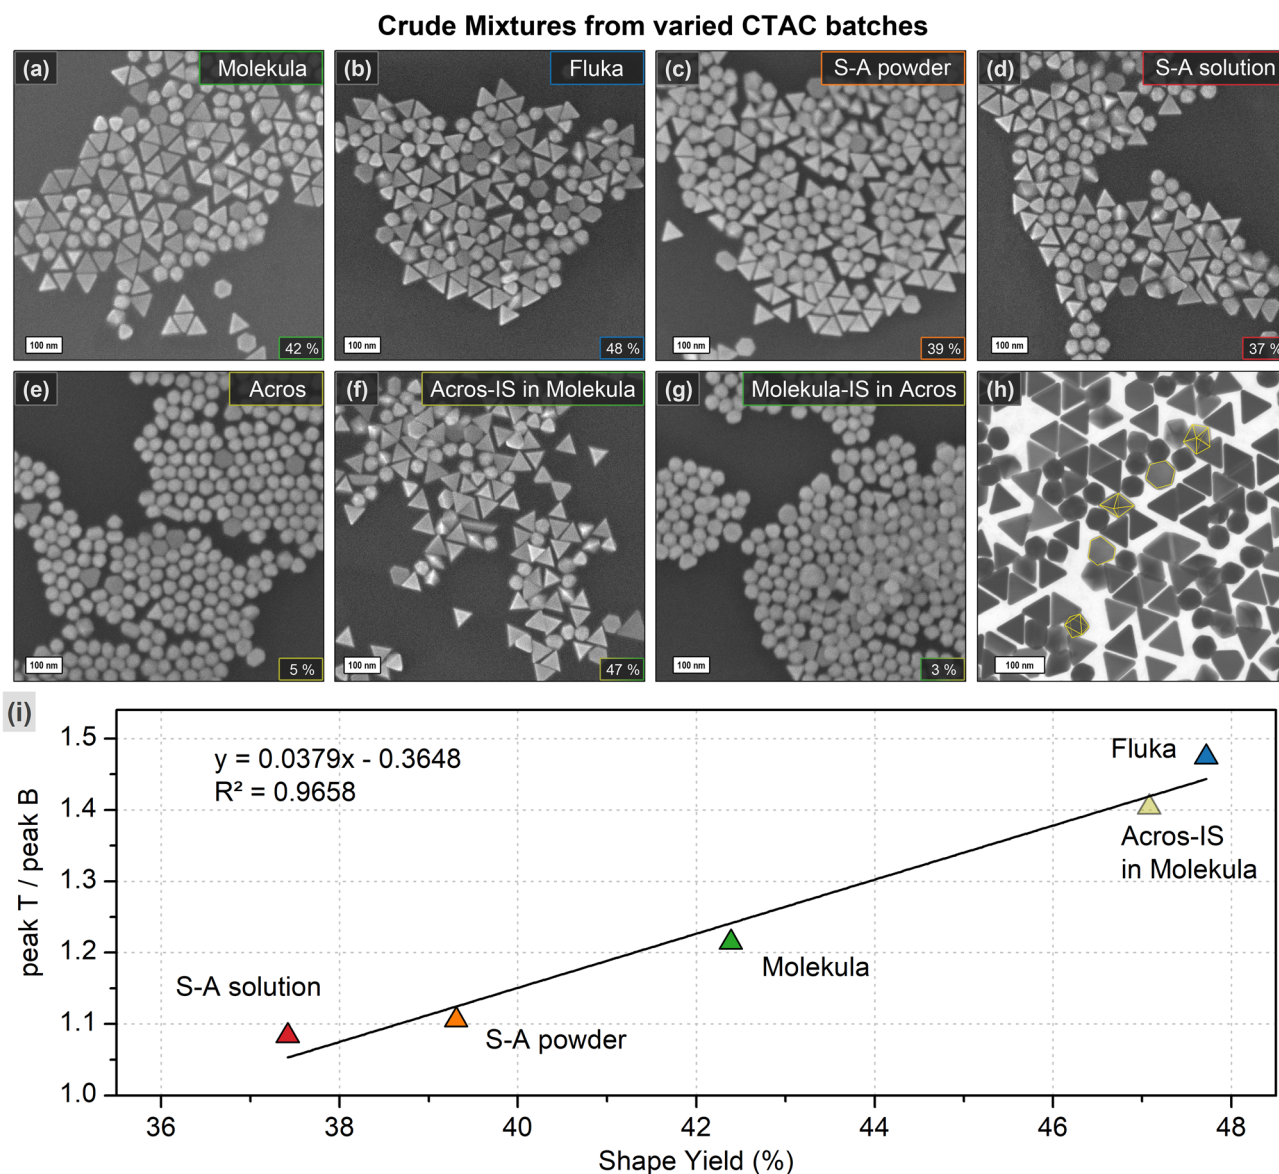 Crude Mixtures from varied CTAC batches
(a)
Molekula
100 nm
42 %
(b)
Fluka
100 nm
48 %
(c)
S-A powder
100 nm
39 %
(d)
S-A solution
100 nm
37 %
(e)
Acros
100 nm
5 %
(f)
Acros-IS in Molekula
100 nm
47 %
(g)
Molekula-IS in Acros
100 nm
3 %
(h)
100 nm
(i)
y = 0.0379x - 0.3648
R² = 0.9658
Fluka
Acros-IS
in Molekula
Molekula
S-A solution
S-A powder
peak T / peak B
1.5
1.4
1.3
1.2
1.1
1.0
36 38 40 42 44 46 48
Shape Yield (%)